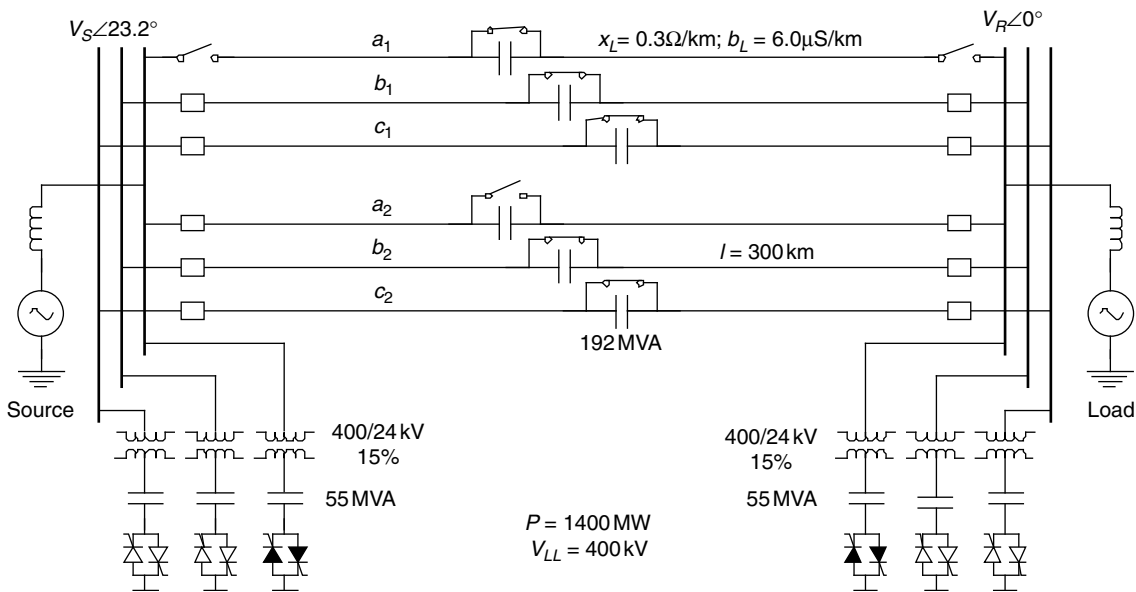 V_S∠23.2°
V_R∠0°
a_1
x_L= 0.3Ω/km; b_L = 6.0μS/km
b_1
c_1
a_2
b_2
l = 300 km
c_2
192 MVA
Source
Load
400/24 kV
15%
400/24 kV
15%
55 MVA
55 MVA
P = 1400 MW
V_LL = 400 kV